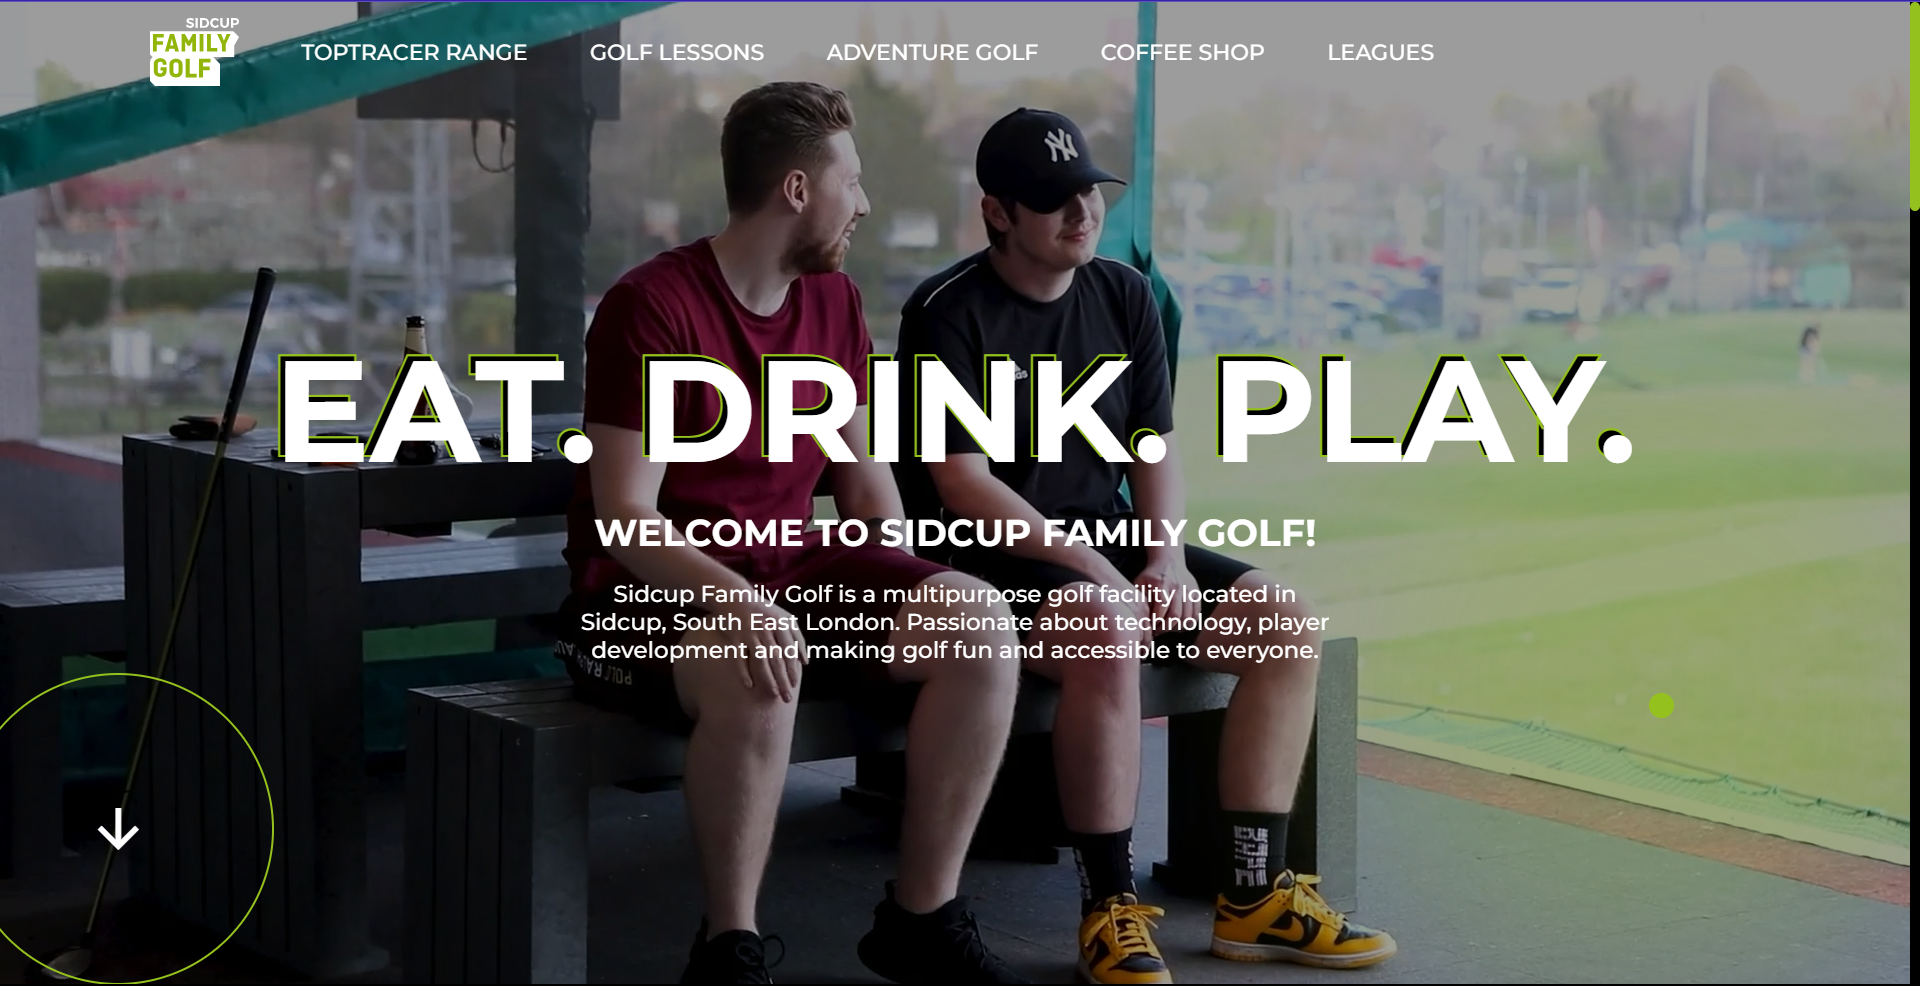 SIDCUP
FAMILY
GOLF
TOPTRACER RANGE
GOLF LESSONS
ADVENTURE GOLF
COFFEE SHOP
LEAGUES
NY
EAT. DRINK. PLAY.
WELCOME TO SIDCUP FAMILY GOLF!
Sidcup Family Golf is a multipurpose golf facility located in
Sidcup, South East London. Passionate about technology, player
development and making golf fun and accessible to everyone.